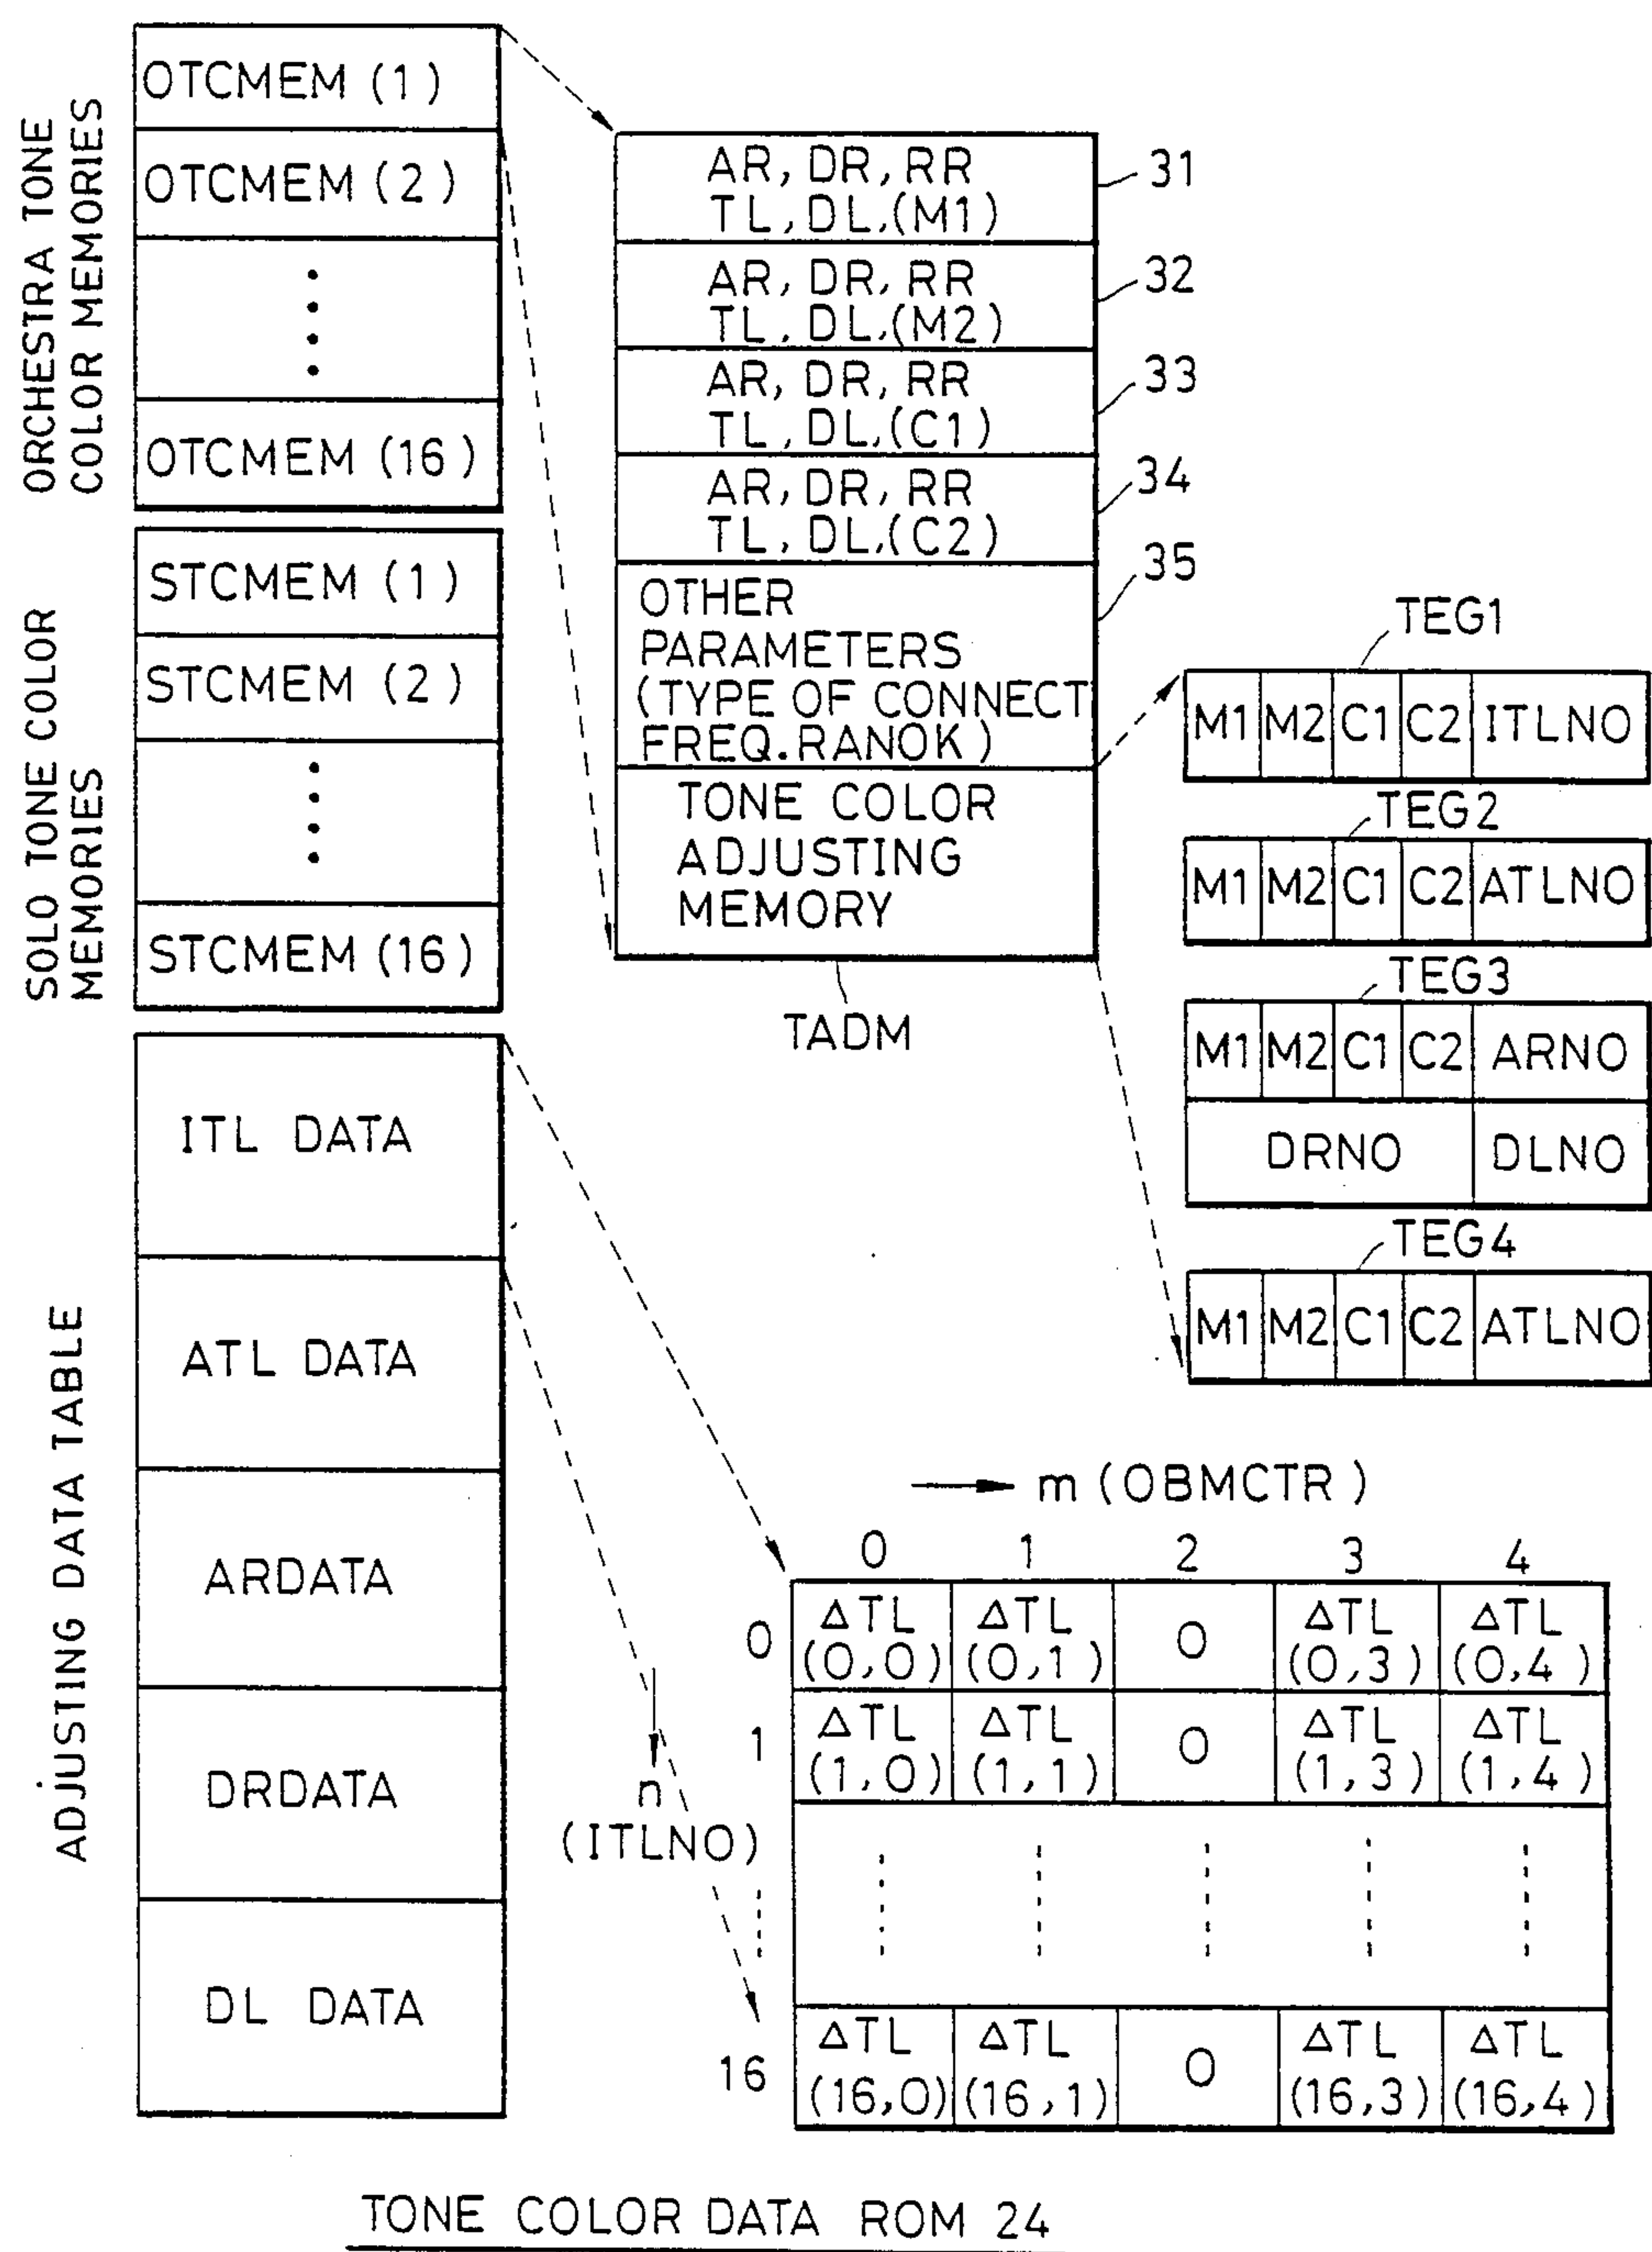 ORCHESTRA TONE
COLOR MEMORIES
OTCMEM (1)
OTCMEM (2)
OTCMEM (16)
SOLO TONE COLOR
MEMORIES
STCMEM (1)
STCMEM (2)
STCMEM (16)
ADJUSTING DATA TABLE
ITL DATA
ATL DATA
ARDATA
DRDATA
DL DATA
AR, DR, RR
TL, DL, (M1)
31
AR, DR, RR
TL, DL, (M2)
32
AR, DR, RR
TL, DL, (C1)
33
AR, DR, RR
TL, DL, (C2)
34
OTHER
PARAMETERS
(TYPE OF CONNECT
FREQ.RANOK)
35
TONE COLOR
ADJUSTING
MEMORY
TADM
TEG1
M1 M2 C1 C2 ITLNO
TEG2
M1 M2 C1 C2 ATLNO
TEG3
M1 M2 C1 C2 ARNO
DRNO DLNO
TEG4
M1 M2 C1 C2 ATLNO
m (OBMCTR)
0 1 2 3 4
n
(ITLNO)
0
ΔTL ΔTL 0 ΔTL ΔTL
(0,0) (0,1) (0,3) (0,4)
1
ΔTL ΔTL 0 ΔTL ΔTL
(1,0) (1,1) (1,3) (1,4)
16
ΔTL ΔTL 0 ΔTL ΔTL
(16,0) (16,1) (16,3) (16,4)
TONE COLOR DATA ROM 24